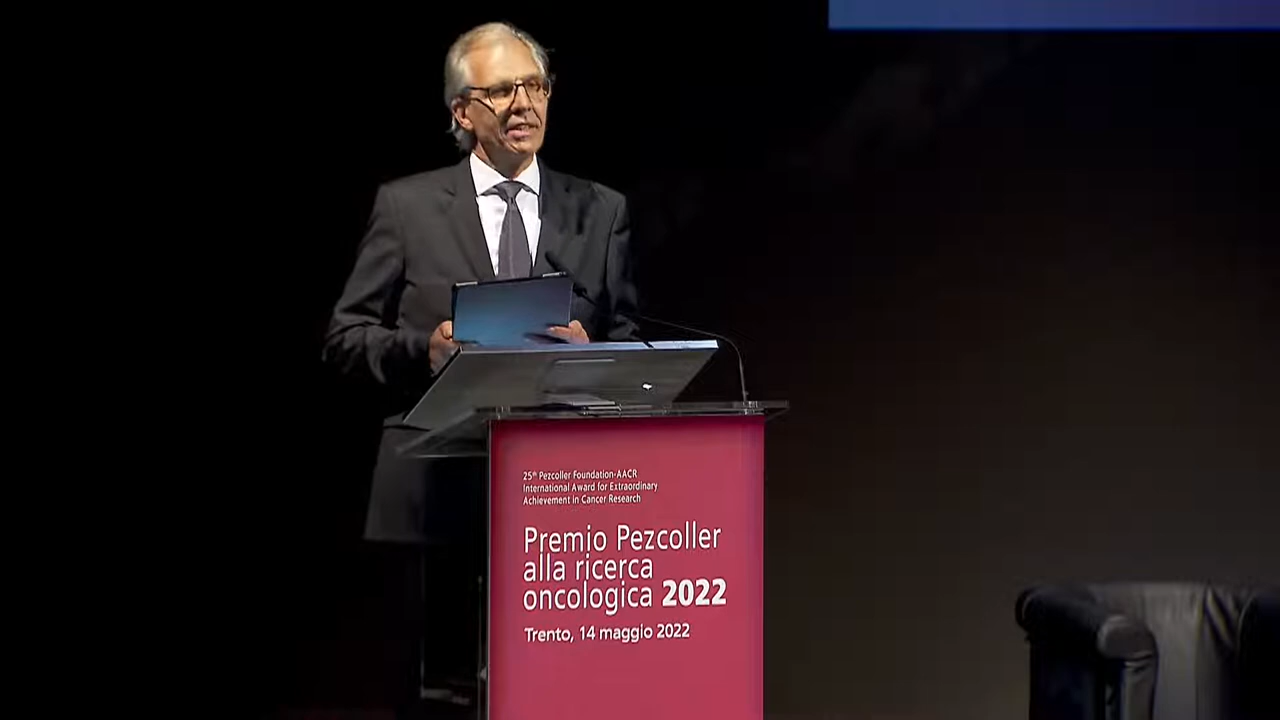 25th Pezcoller Foundation-AACR
International Award for Extraordinary
Achievement in Cancer Research
Premio Pezcoller
alla ricerca
oncologica 2022
Trento, 14 maggio 2022